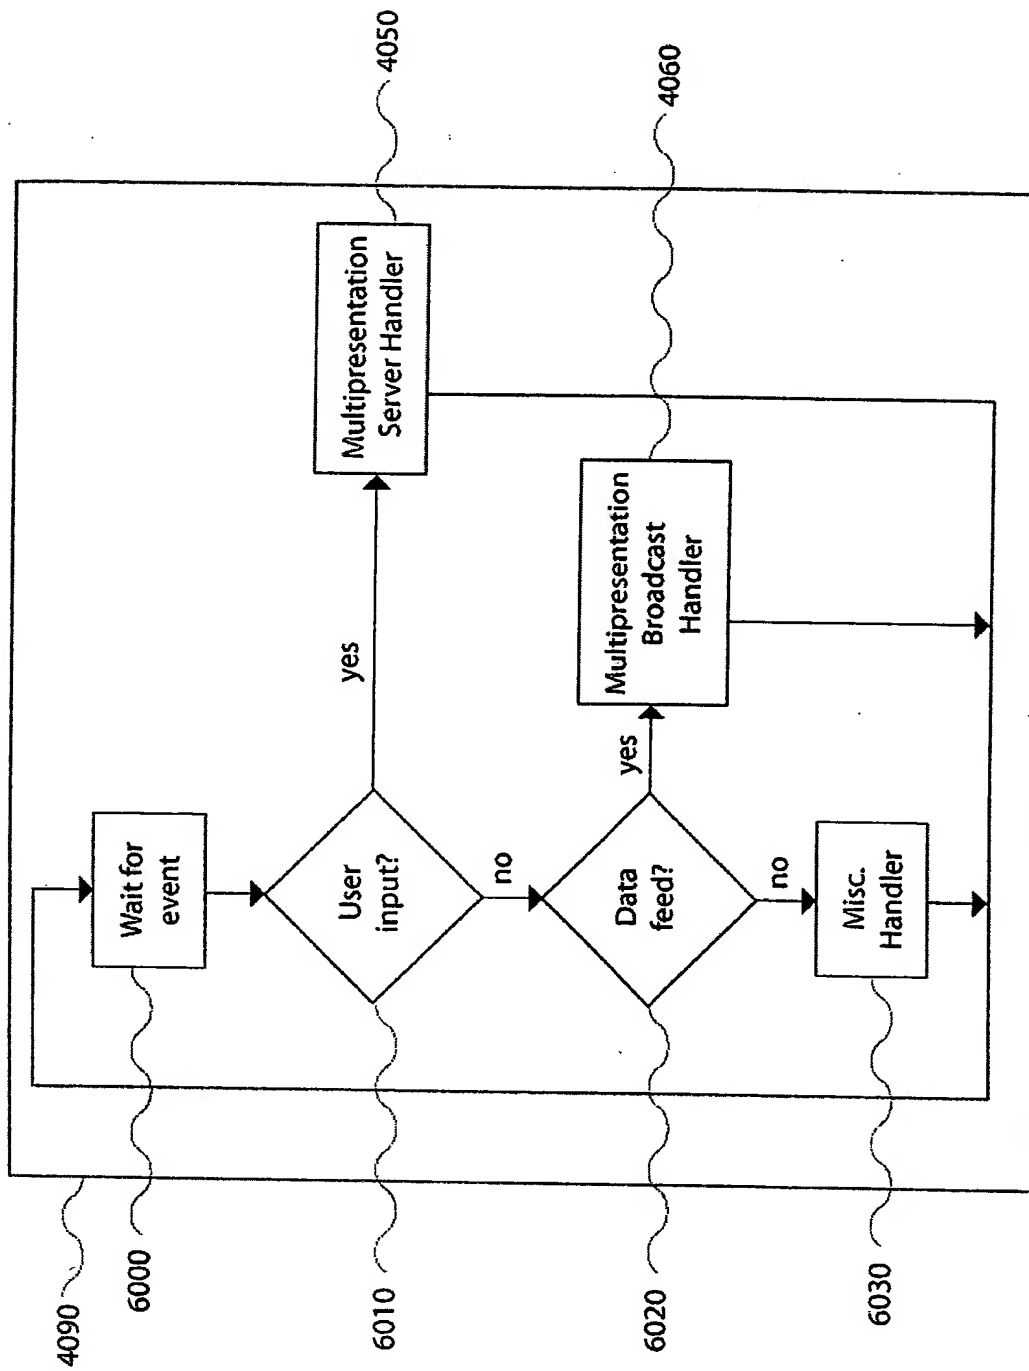 4090
6000
Wait for
event
6010
User
input?
yes
Multipresentation
Server Handler
4050
no
6020
Data
feed?
yes
Multipresentation
Broadcast
Handler
4060
no
6030
Misc.
Handler